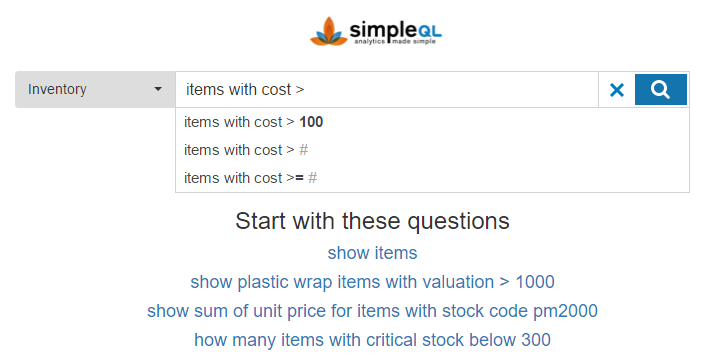 simpleQL
analytics made simple
Inventory
items with cost >
items with cost > 100
items with cost > #
items with cost >= #
Start with these questions
show items
show plastic wrap items with valuation > 1000
show sum of unit price for items with stock code pm2000
how many items with critical stock below 300